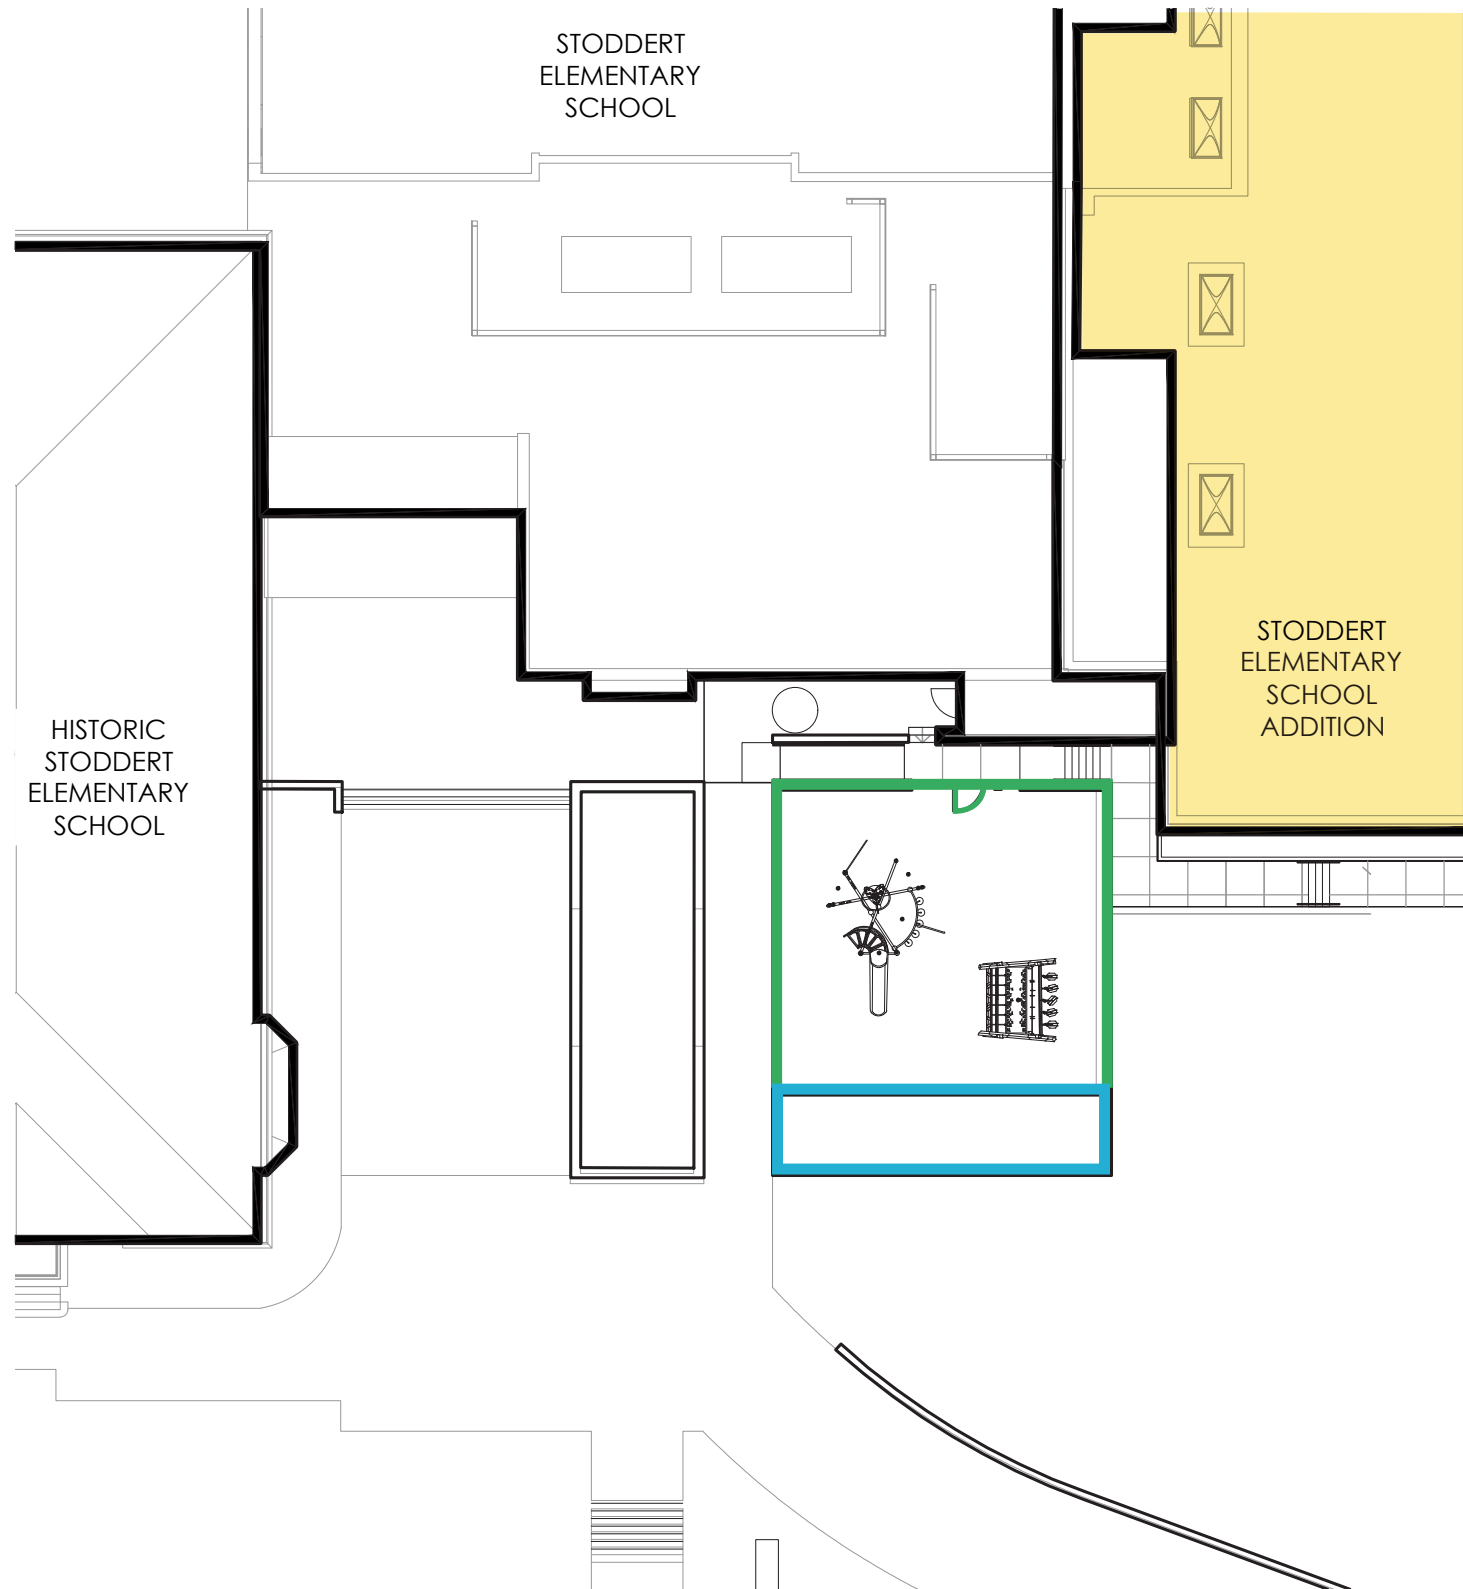 STODDERT
ELEMENTARY
SCHOOL
STODDERT
ELEMENTARY
SCHOOL
ADDITION
HISTORIC
STODDERT
ELEMENTARY
SCHOOL